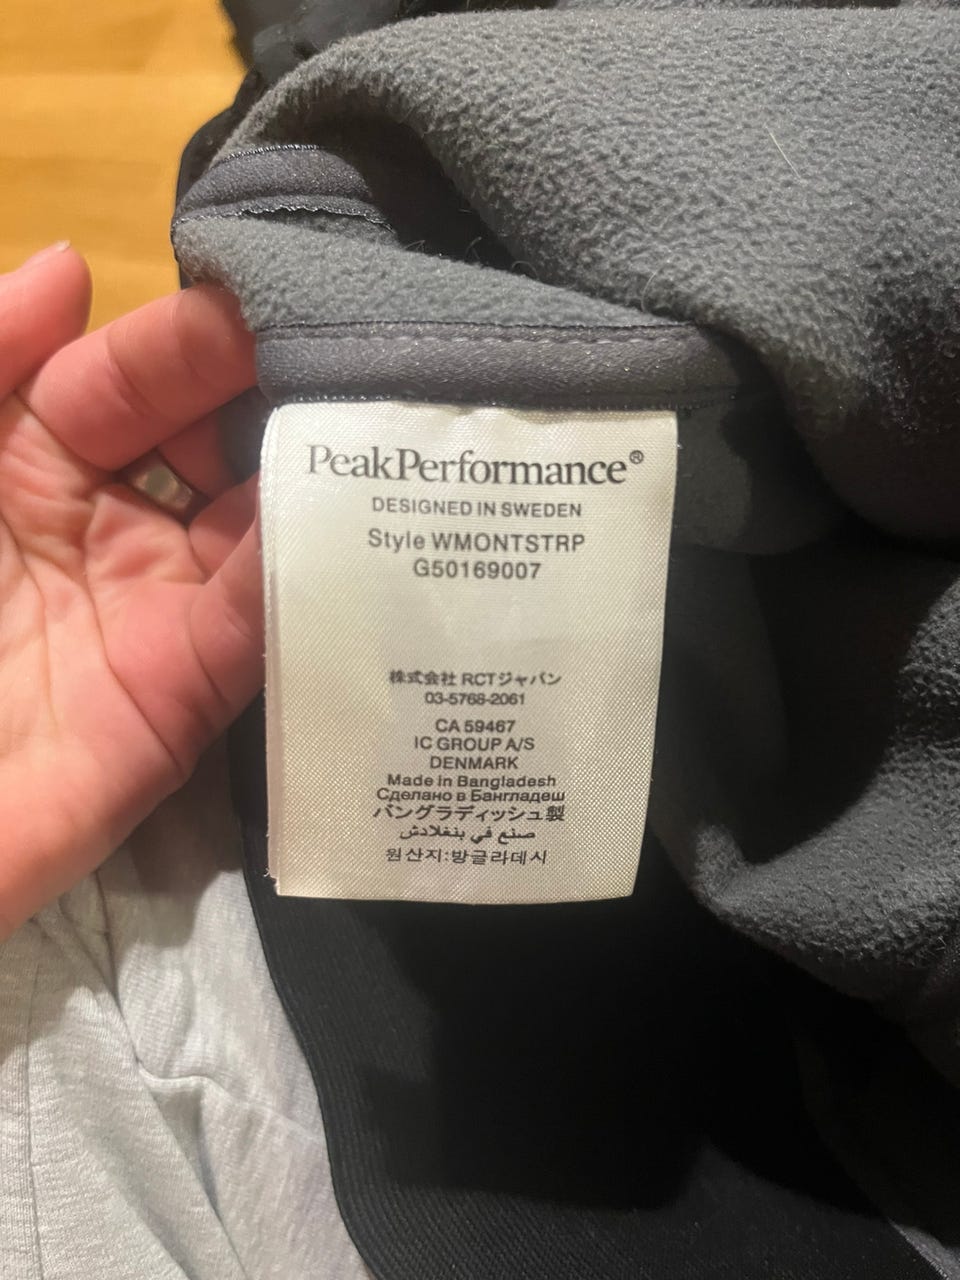 PeakPerformance®
DESIGNED IN SWEDEN
Style WMONTSTRP
G50169007
株式会社 RCTジャパン
03-5768-2061
CA 59467
IC GROUP A/S
DENMARK
Made in Bangladesh
Сделано в Бангладеш
バングラディッシュ製
صنع في بنغلادش
원산지:방글라데시